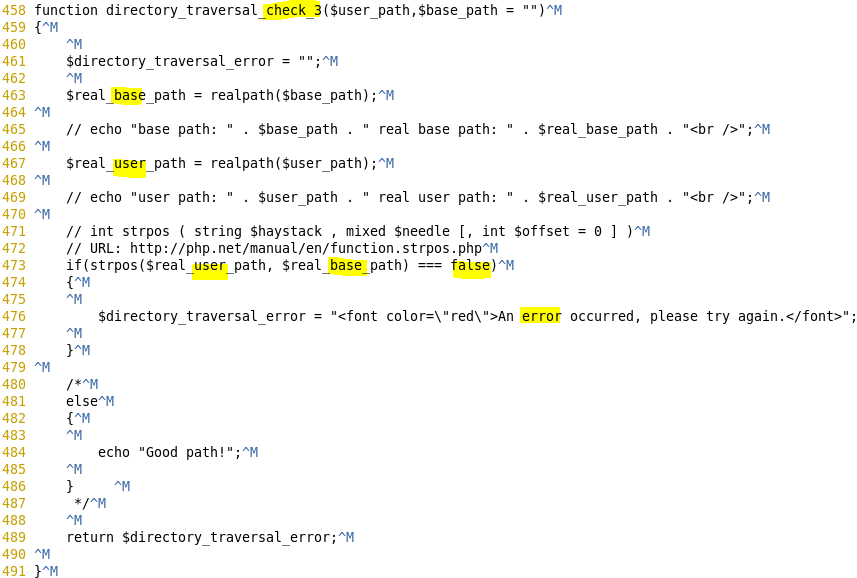 458 function directory_traversal_check_3($user_path,$base_path = "")^M
459 {^M
460     ^M
461     $directory_traversal_error = "";^M
462     ^M
463     $real_base_path = realpath($base_path);^M
464 ^M
465     // echo "base path: " . $base_path . " real base path: " . $real_base_path . "<br />";^M
466 ^M
467     $real_user_path = realpath($user_path);^M
468 ^M
469     // echo "user path: " . $user_path . " real user path: " . $real_user_path . "<br />";^M
470 ^M
471     // int strpos ( string $haystack , mixed $needle [, int $offset = 0 ] )^M
472     // URL: http://php.net/manual/en/function.strpos.php^M
473     if(strpos($real_user_path, $real_base_path) === false)^M
474     {^M
475     ^M
476         $directory_traversal_error = "<font color=\"red\">An error occurred, please try again.</font>";
477     ^M
478     }^M
479 ^M
480     /*^M
481     else^M
482     {^M
483     ^M
484         echo "Good path!";^M
485     ^M
486     }     ^M
487      */^M
488     ^M
489     return $directory_traversal_error;^M
490 ^M
491 }^M